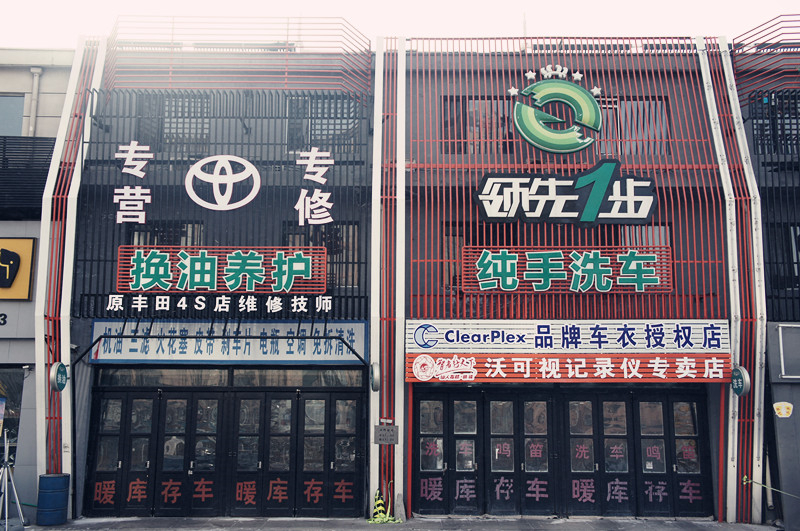 专营
专修
换油养护
原丰田4S店维修技师
机油 三滤 火花塞 皮带 刹车片 电瓶 空调 免拆清洗
暖库存车 暖库存车
领先1步
纯手洗车
ClearPlex 品牌车衣授权店
沃可视记录仪专卖店
洗车鸣笛 洗车鸣笛
暖库存车 暖库存车
洗车
3